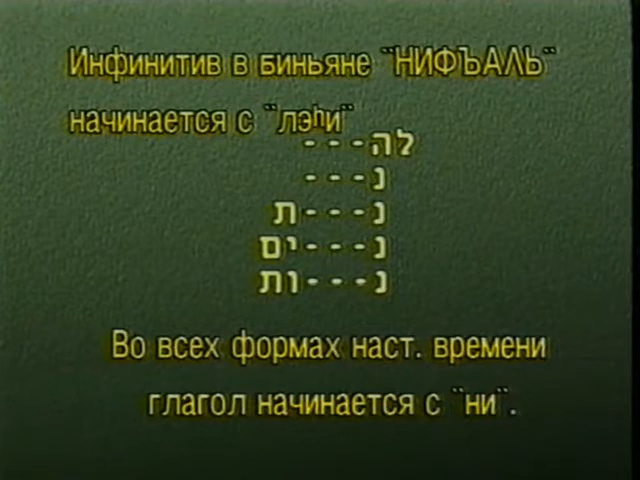 Инфинитив в биньяне ¨НИФЪАЛЬ¨
начинается с ¨лэʰи¨
לה---
נ---
נ---ת
נ---ים
נ---ות
Во всех формах наст. времени
глагол начинается с ¨ни¨.